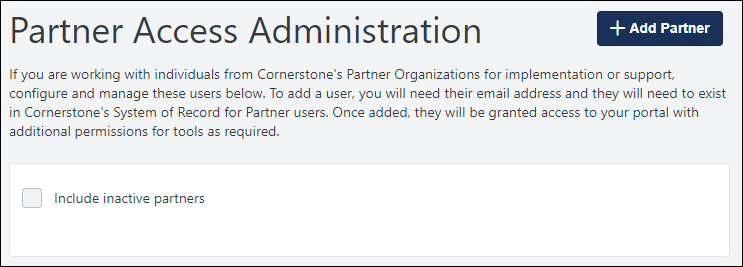 Partner Access Administration
+ Add Partner
If you are working with individuals from Cornerstone's Partner Organizations for implementation or support,
configure and manage these users below. To add a user, you will need their email address and they will need to exist
in Cornerstone's System of Record for Partner users. Once added, they will be granted access to your portal with
additional permissions for tools as required.
Include inactive partners